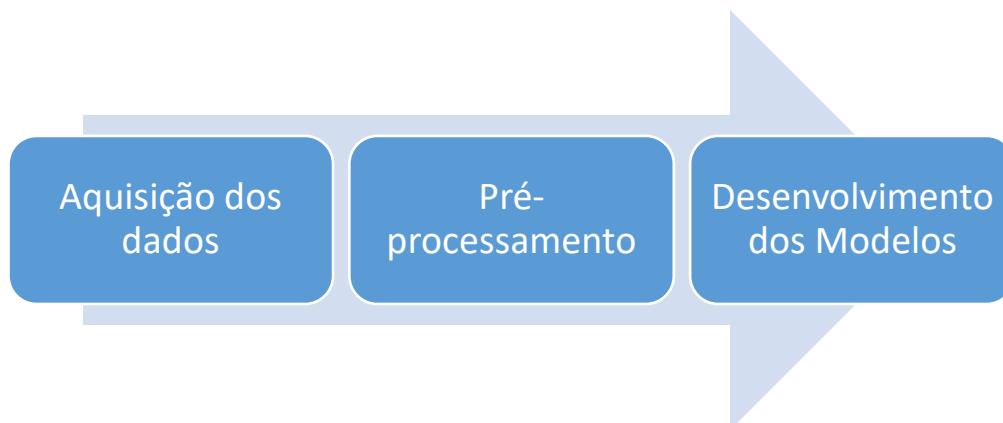 Aquisição dos
dados
Pré-
processamento
Desenvolvimento
dos Modelos